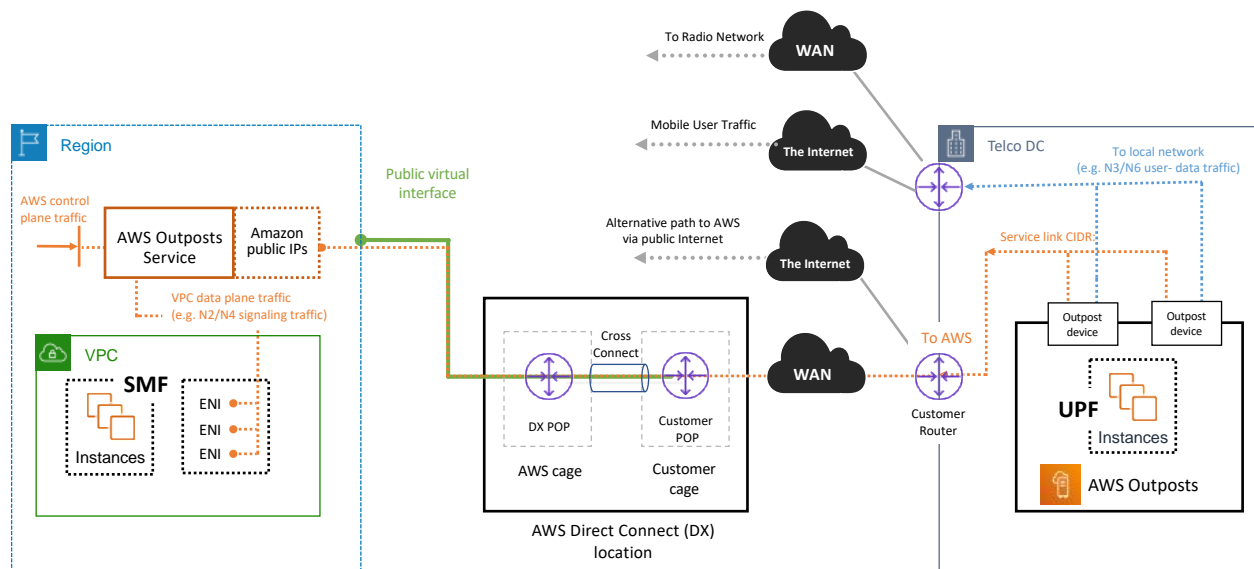 To Radio Network
WAN
Mobile User Traffic
The Internet
Region
Telco DC
To local network
(e.g. N3/N6 user- data traffic)
Public virtual
interface
AWS control
plane traffic
AWS Outposts
Service
Amazon
public IPs
Alternative path to AWS
via public Internet
The Internet
Service link CIDR
VPC data plane traffic
(e.g. N2/N4 signaling traffic)
Outpost
device
Outpost
device
VPC
SMF
Instances
ENI
ENI
ENI
Cross
Connect
DX POP
Customer
POP
AWS cage
Customer
cage
AWS Direct Connect (DX)
location
WAN
To AWS
Customer
Router
UPF
Instances
AWS Outposts